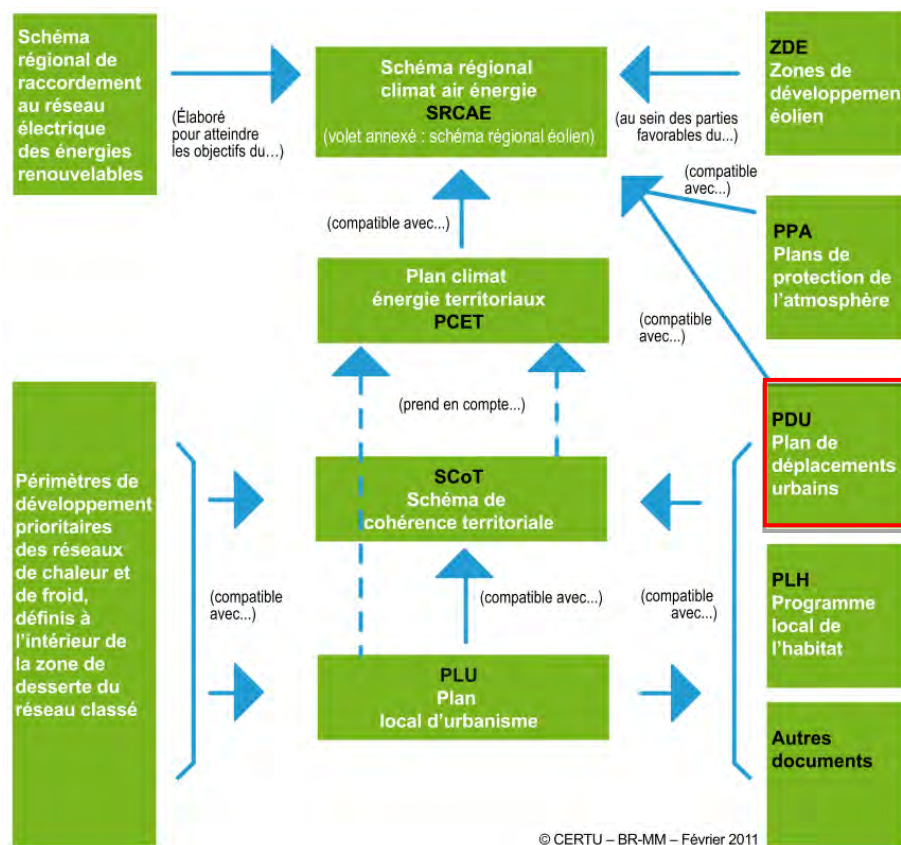 Schéma
régional de
raccordement
au réseau
électrique
des énergies
renouvelables
(Élaboré
pour atteindre
les objectifs du...)
Schéma régional
climat air énergie
SRCAE
(volet annexé : schéma régional éolien)
(au sein des parties
favorables du...)
ZDE
Zones de
développemen
éolien
(compatible
avec...)
PPA
Plans de
protection de
l'atmosphère
(compatible avec...)
Plan climat
énergie territoriaux
PCET
(compatible
avec...)
(prend en compte...)
PDU
Plan de
déplacements
urbains
Périmètres de
développement
prioritaires
des réseaux
de chaleur et
de froid,
définis à
l'intérieur de
la zone de
desserte du
réseau classé
SCoT
Schéma de
cohérence territoriale
(compatible
avec...)
(compatible avec...)
(compatible
avec...)
PLH
Programme
local de
l'habitat
PLU
Plan
local d'urbanisme
Autres
documents
© CERTU – BR-MM – Février 2011